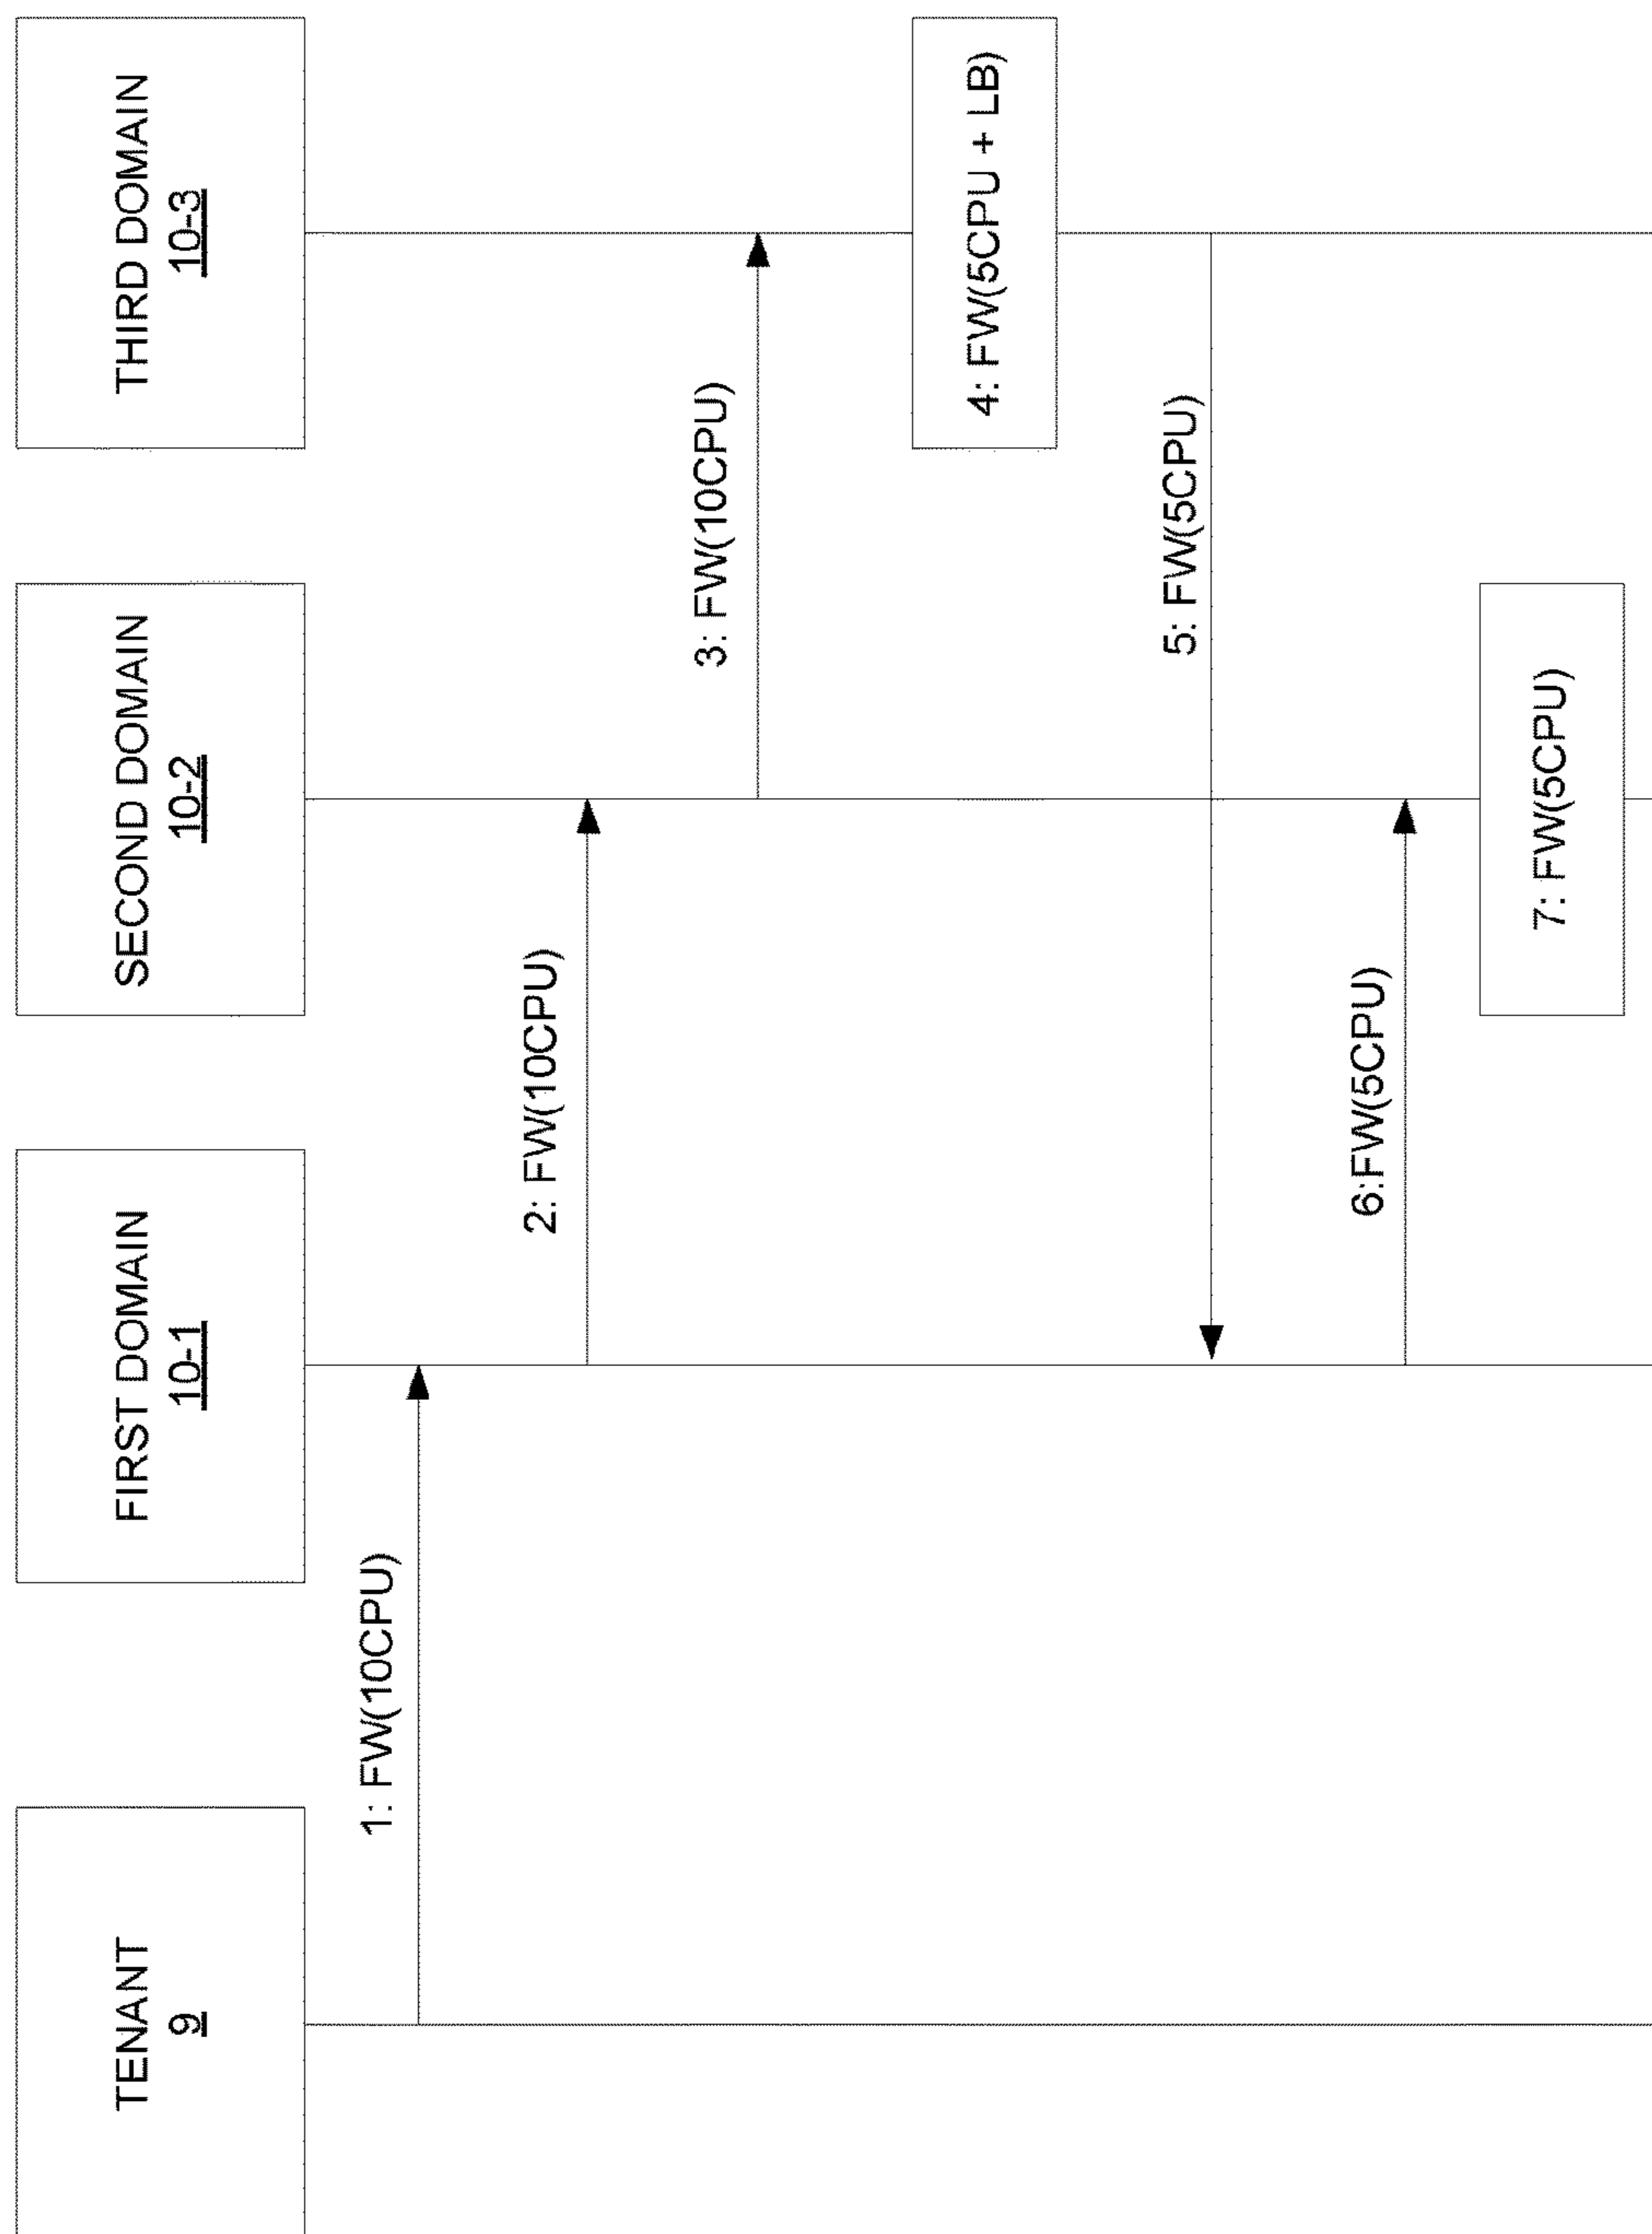 TENANT
9
FIRST DOMAIN
10-1
SECOND DOMAIN
10-2
THIRD DOMAIN
10-3
1: FW(10CPU)
2: FW(10CPU)
3: FW(10CPU)
4: FW(5CPU + LB)
5: FW(5CPU)
6:FW(5CPU)
7: FW(5CPU)